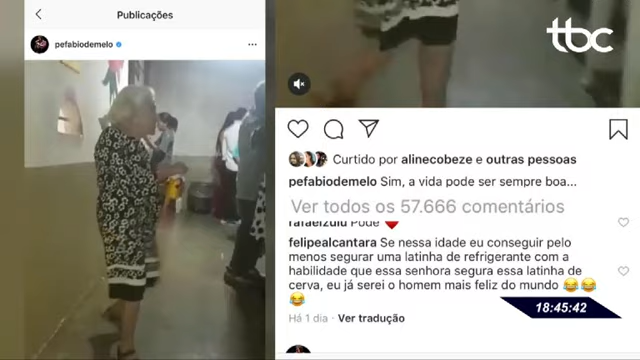 Publicações
pefabiodemelo
tbc
Curtido por alinecobeze e outras pessoas
pefabiodemelo Sim, a vida pode ser sempre boa...
Ver todos os 57.666 comentários
rafaelzulu Pode ❤️
felipealcantara Se nessa idade eu conseguir pelo
menos segurar uma latinha de refrigerante com a
habilidade que essa senhora segura essa latinha de
cerva, eu já serei o homem mais feliz do mundo 😂😂
😂
Há 1 dia · Ver tradução
18:45:42